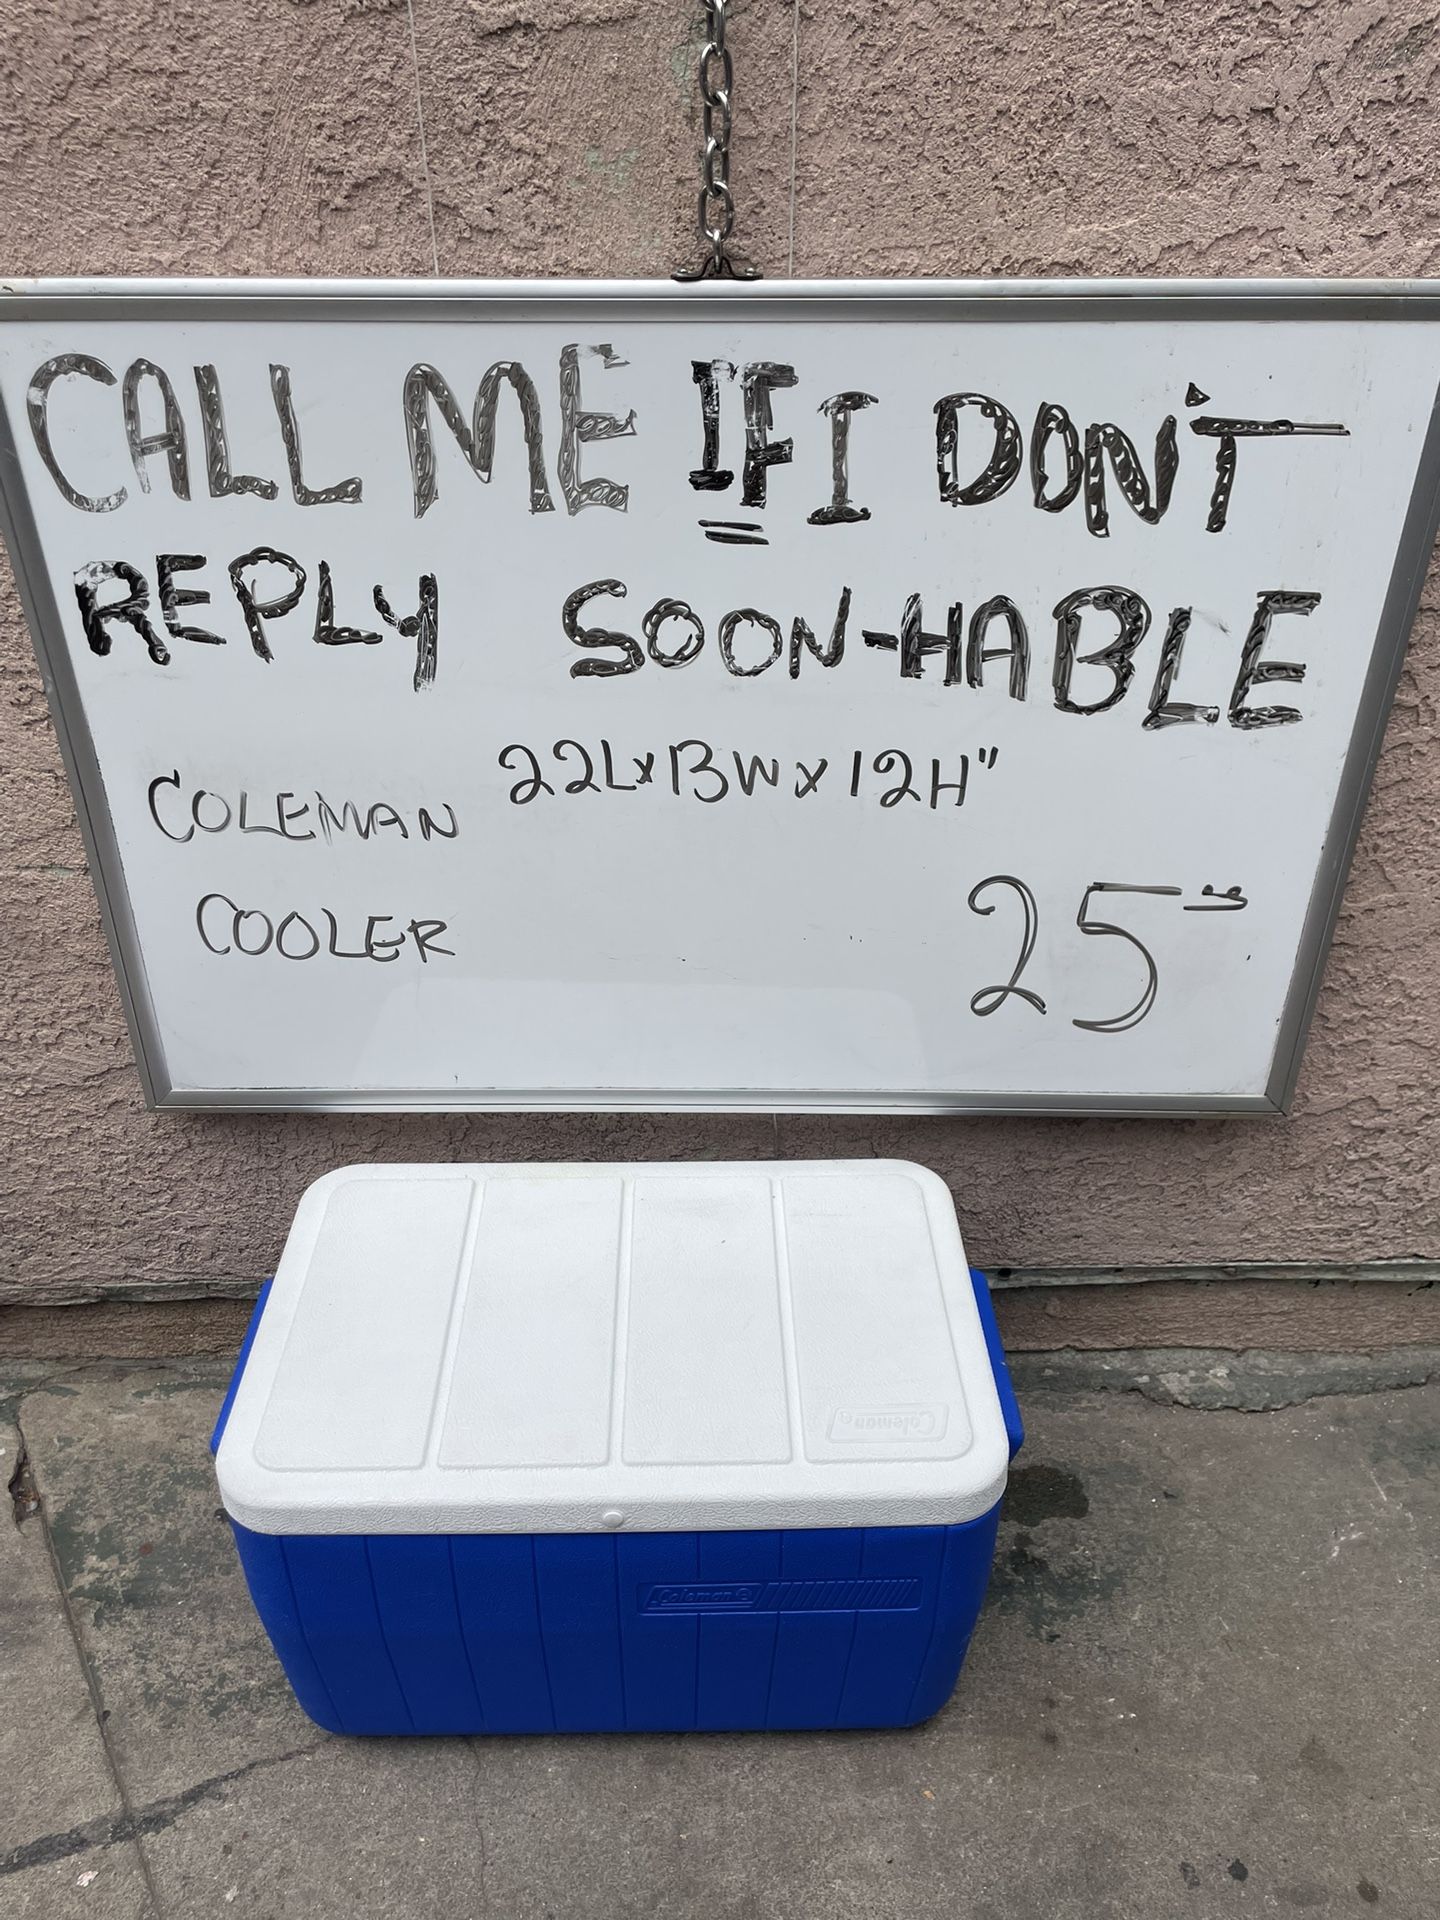 CALL ME IF I DON'T
REPLY SOON-HABLE
COLEMAN 22L x 13W x 12H"
COOLER
25
Coleman
Coleman